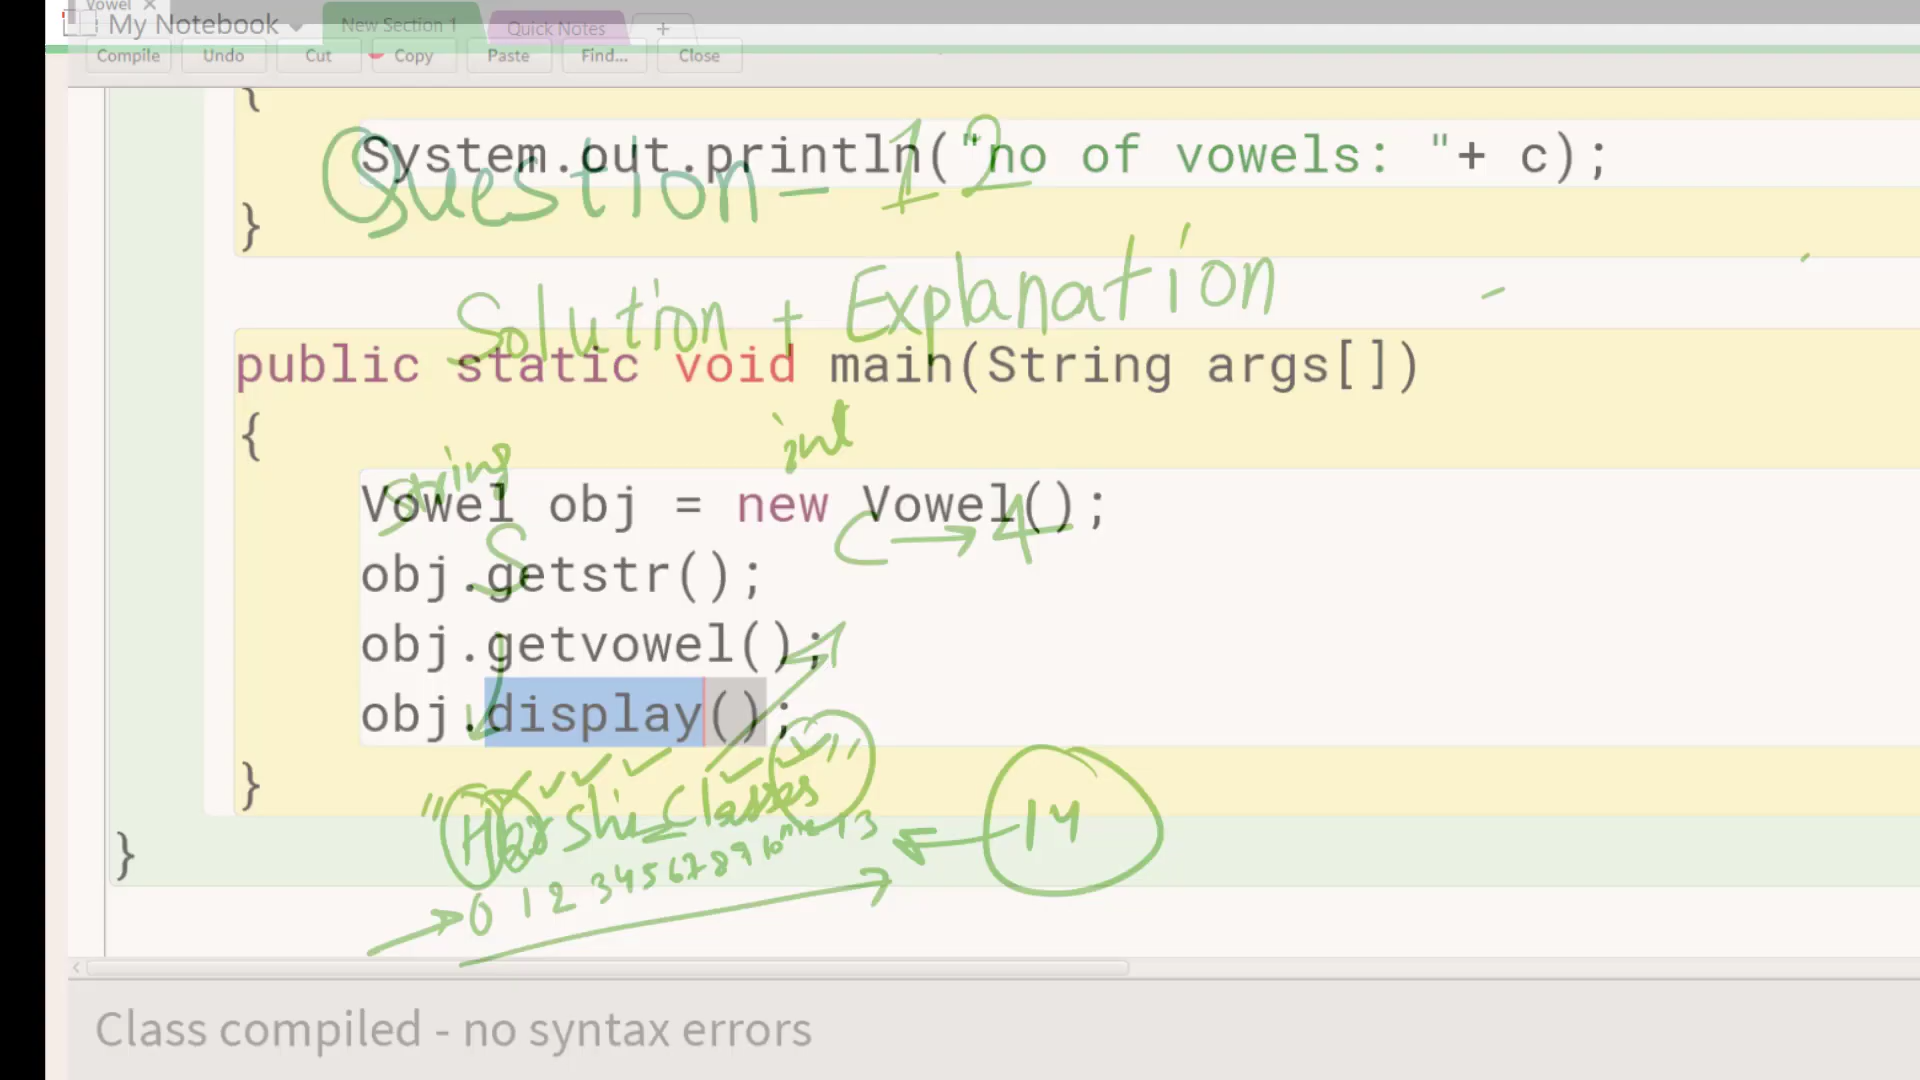 Vowel ×
My Notebook New Section 1 Quick Notes +
Compile Undo Cut Copy Paste Find... Close
{
System.out.println("no of vowels: "+ c);
Question - 12
}
Solution + Explanation
public static void main(String args[])
{
String int
Vowel obj = new Vowel();
S C → 4
obj.getstr();
obj.getvowel();
obj.display();
}
"Harshi Classes"
0 1 2 3 4 5 6 7 8 9 10 11 12 13
14
}
Class compiled - no syntax errors